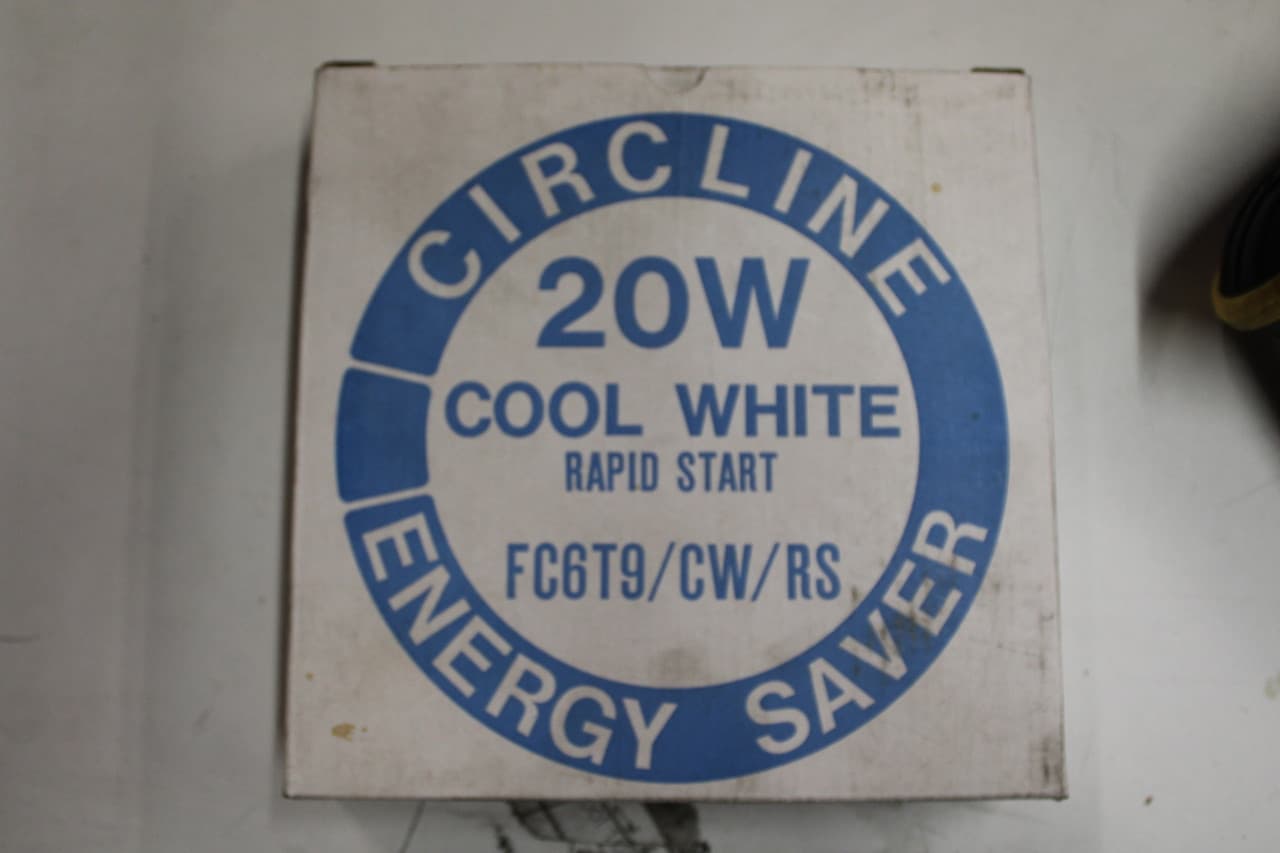 CIRCLINE
20W
COOL WHITE
RAPID START
FC6T9/CW/RS
ENERGY SAVER